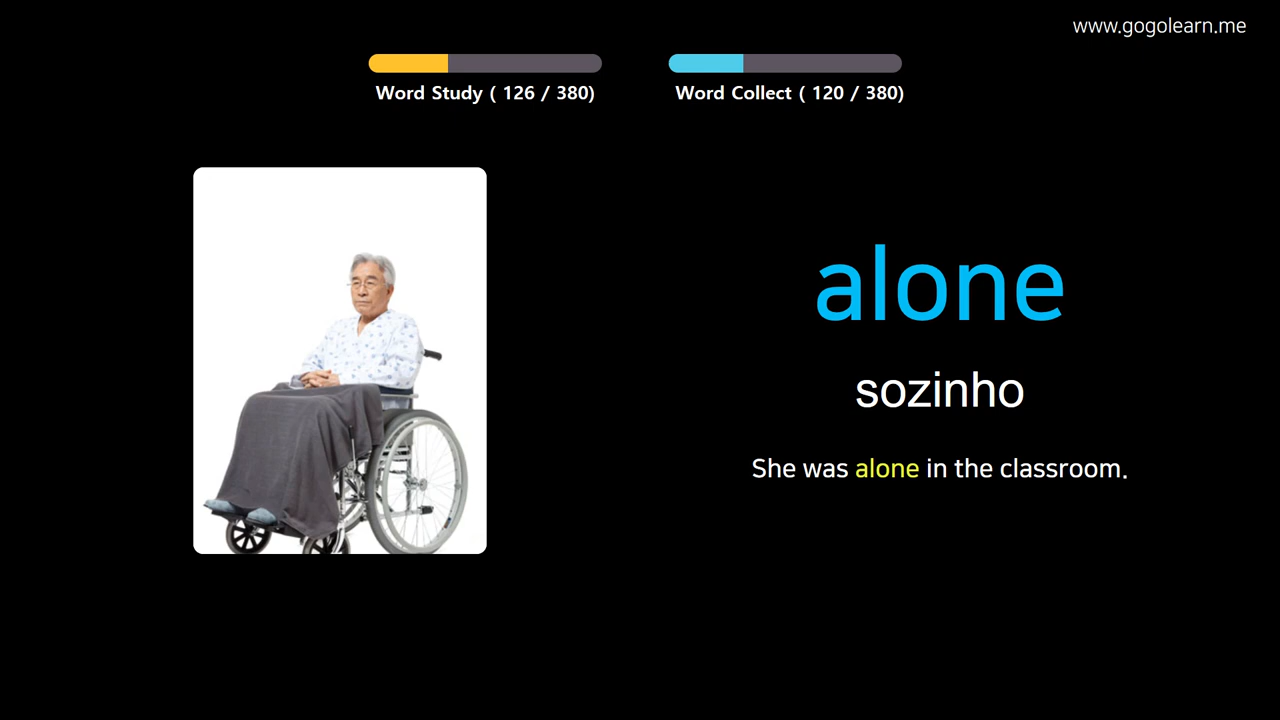 www.gogolearn.me
Word Study ( 126 / 380)
Word Collect ( 120 / 380)
alone
sozinho
She was alone in the classroom.